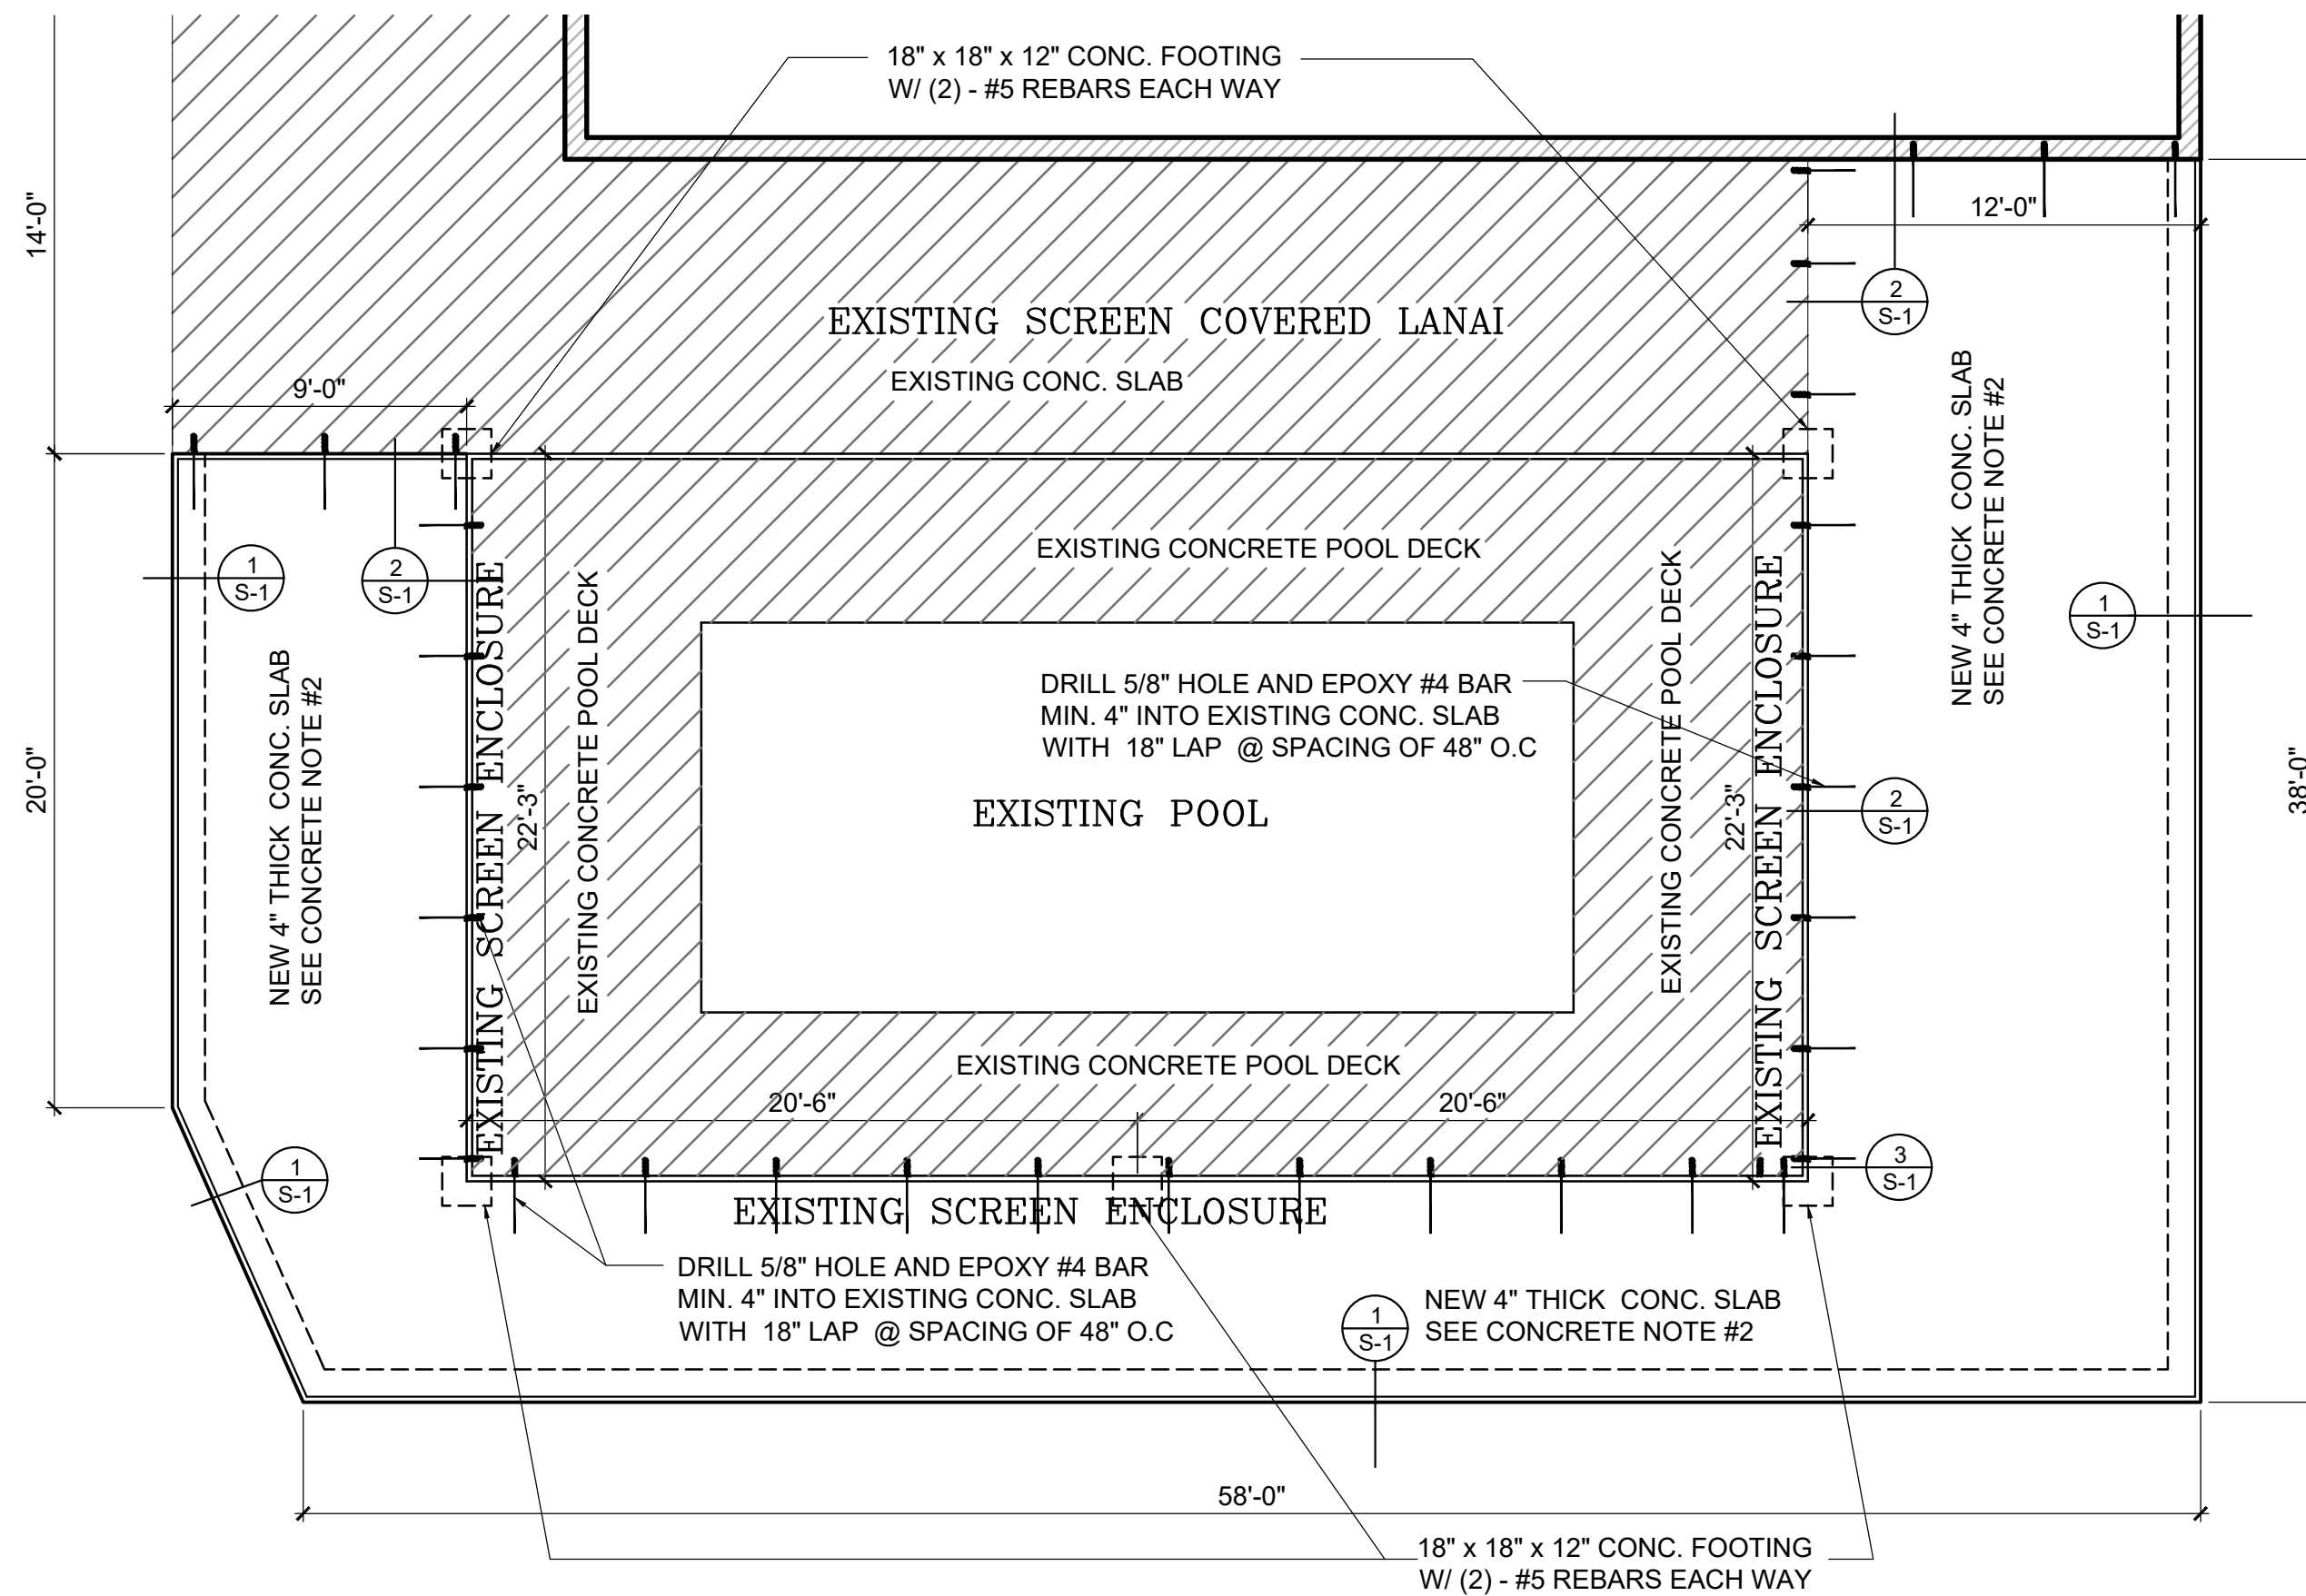 18" x 18" x 12" CONC. FOOTING
W/ (2) - #5 REBARS EACH WAY
14'-0"
12'-0"
2
S-1
EXISTING SCREEN COVERED LANAI
EXISTING CONC. SLAB
9'-0"
NEW 4" THICK CONC. SLAB
SEE CONCRETE NOTE #2
EXISTING CONCRETE POOL DECK
1
S-1
2
S-1
EXISTING SCREEN ENCLOSURE
EXISTING CONCRETE POOL DECK
22'-3"
NEW 4" THICK CONC. SLAB
SEE CONCRETE NOTE #2
20'-0"
DRILL 5/8" HOLE AND EPOXY #4 BAR
MIN. 4" INTO EXISTING CONC. SLAB
WITH 18" LAP @ SPACING OF 48" O.C
EXISTING POOL
EXISTING CONCRETE POOL DECK
22'-3"
EXISTING SCREEN ENCLOSURE
1
S-1
2
S-1
38'-0"
EXISTING CONCRETE POOL DECK
20'-6"
20'-6"
1
S-1
3
S-1
EXISTING SCREEN ENCLOSURE
DRILL 5/8" HOLE AND EPOXY #4 BAR
MIN. 4" INTO EXISTING CONC. SLAB
WITH 18" LAP @ SPACING OF 48" O.C
1
S-1
NEW 4" THICK CONC. SLAB
SEE CONCRETE NOTE #2
58'-0"
18" x 18" x 12" CONC. FOOTING
W/ (2) - #5 REBARS EACH WAY